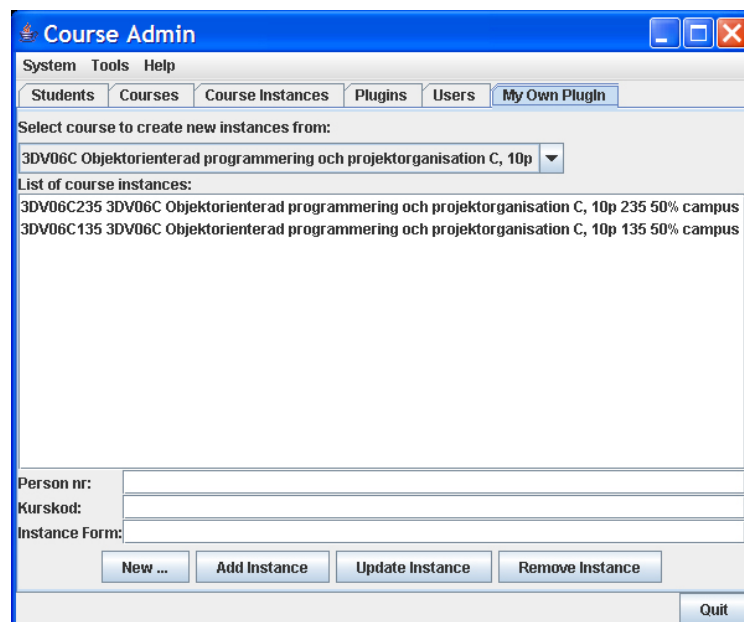 Course Admin
System Tools Help
Students Courses Course Instances Plugins Users My Own PlugIn
Select course to create new instances from:
3DV06C Objektorienterad programmering och projektorganisation C, 10p
List of course instances:
3DV06C235 3DV06C Objektorienterad programmering och projektorganisation C, 10p 235 50% campus
3DV06C135 3DV06C Objektorienterad programmering och projektorganisation C, 10p 135 50% campus
Person nr:
Kurskod:
Instance Form:
New ... Add Instance Update Instance Remove Instance
Quit